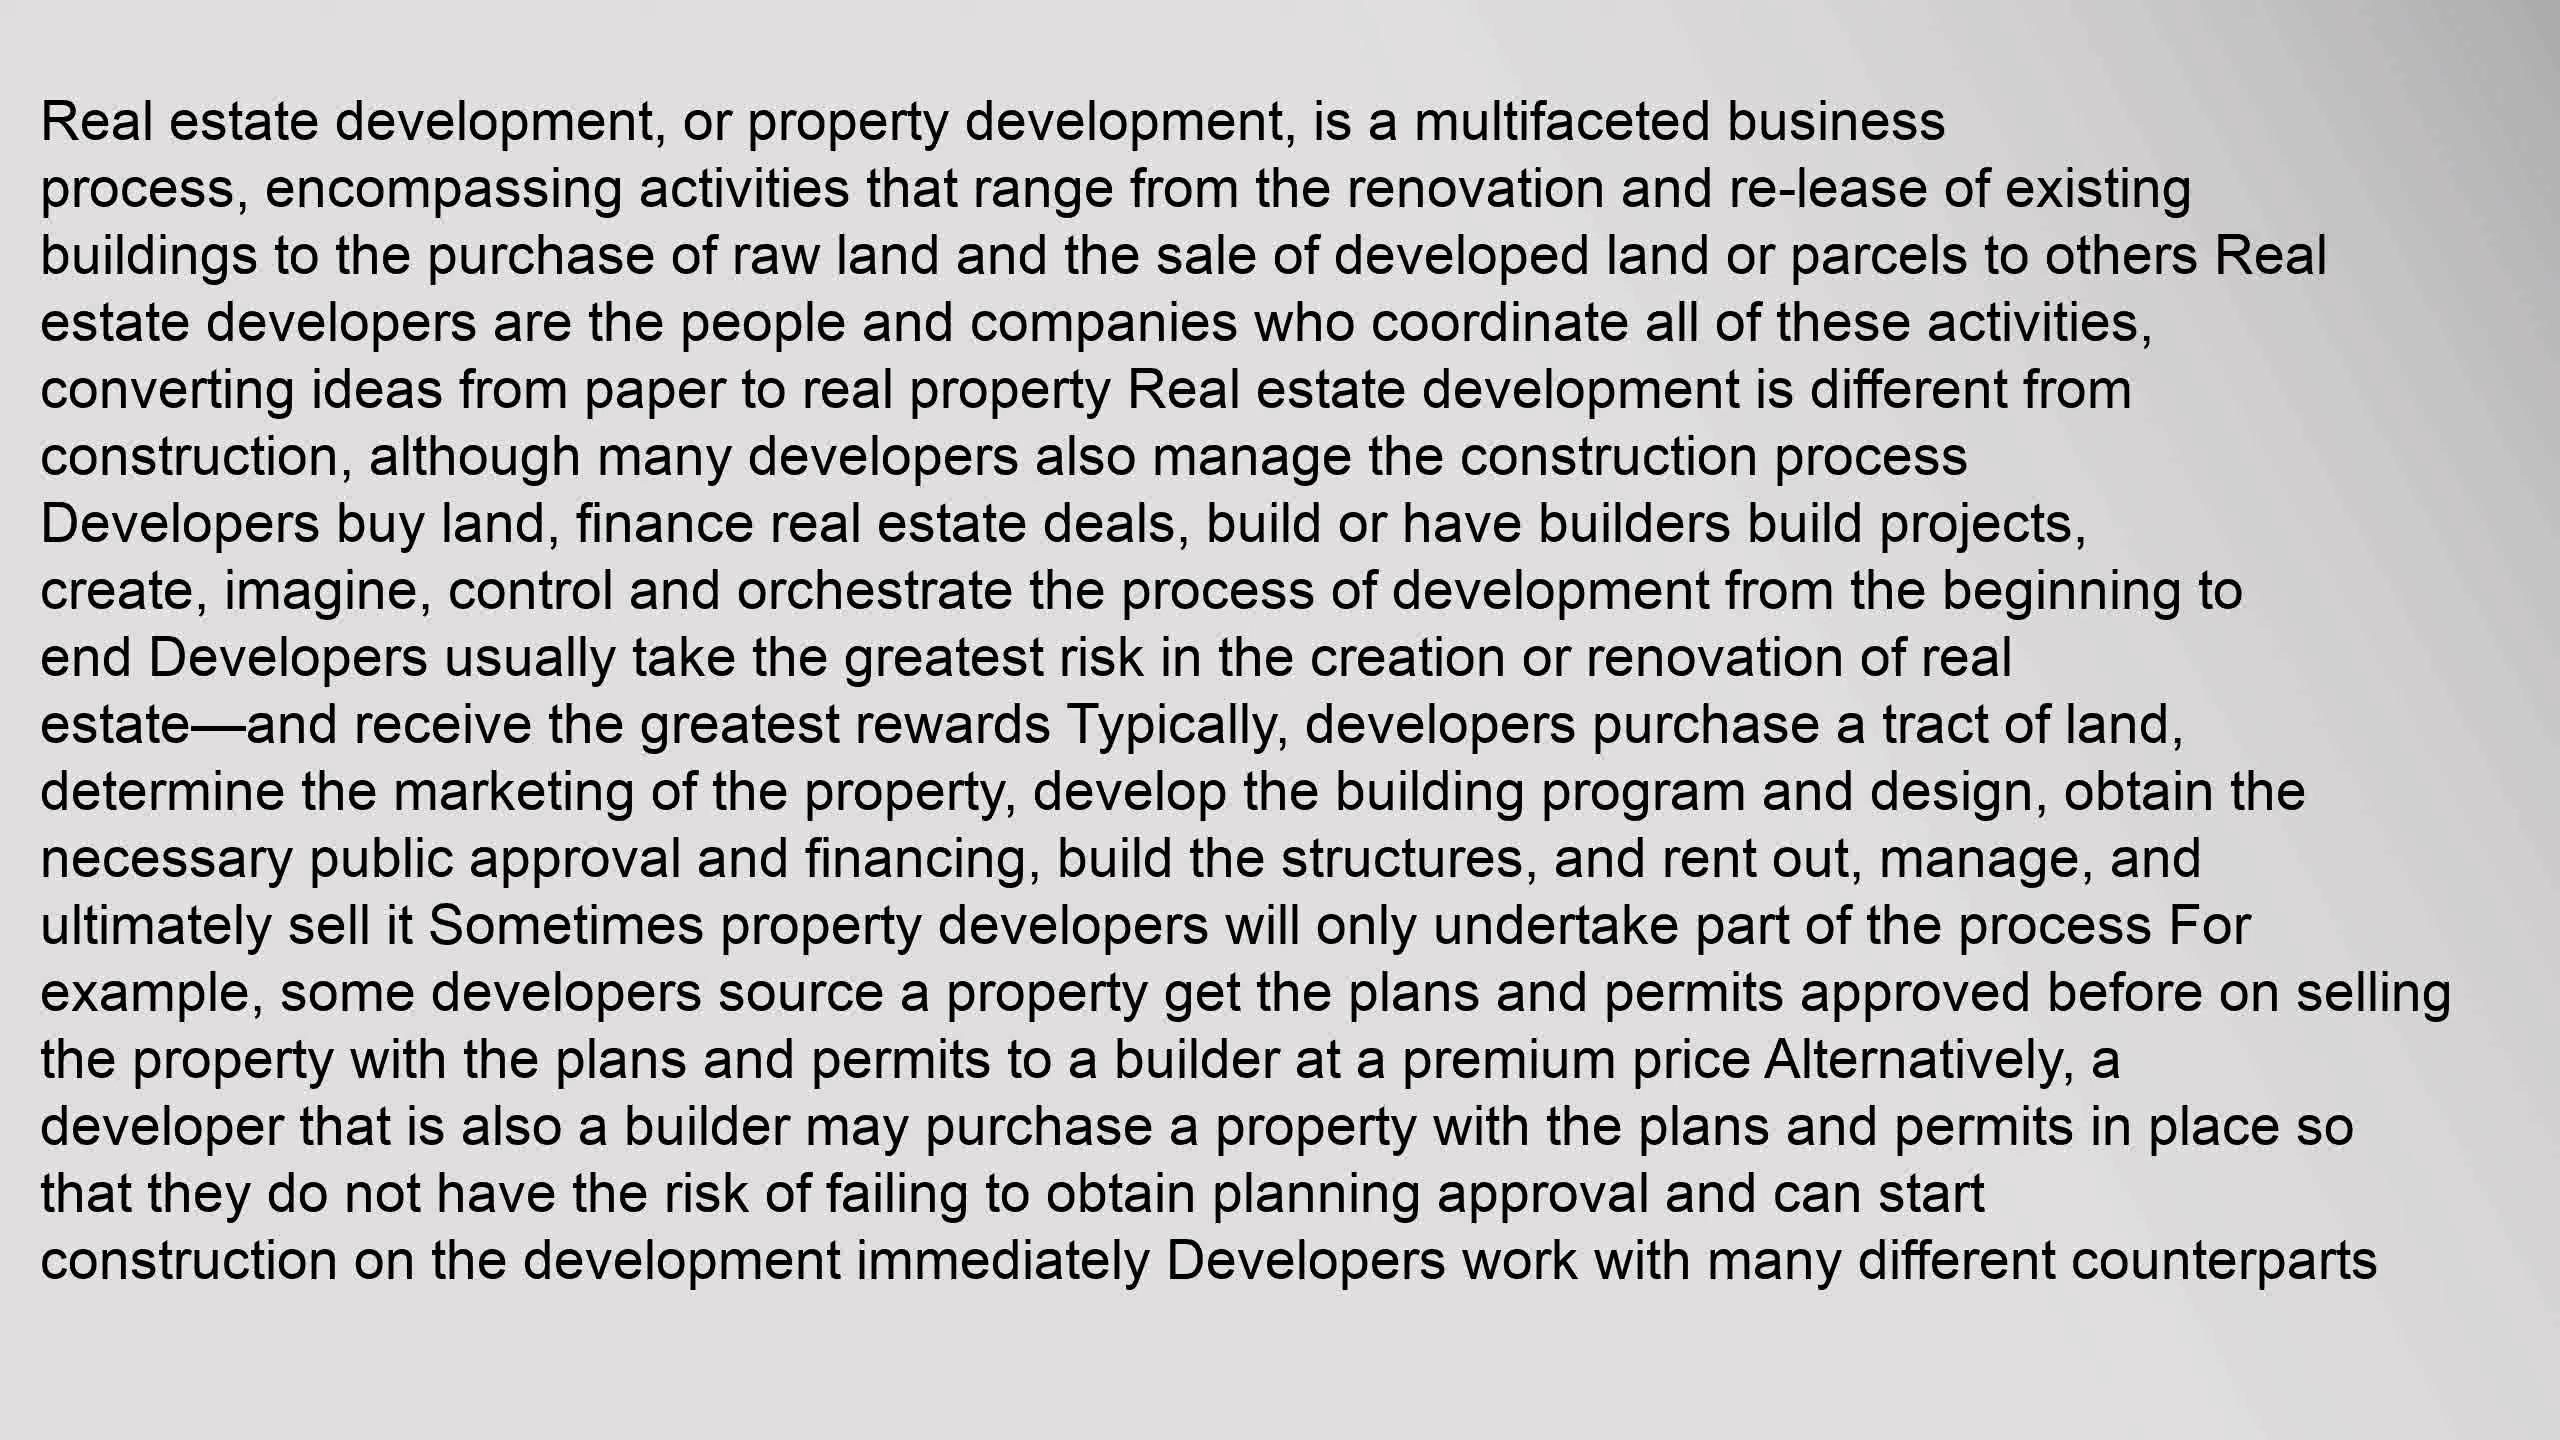 Real estate development, or property development, is a multifaceted business
process, encompassing activities that range from the renovation and re-lease of existing
buildings to the purchase of raw land and the sale of developed land or parcels to others Real
estate developers are the people and companies who coordinate all of these activities,
converting ideas from paper to real property Real estate development is different from
construction, although many developers also manage the construction process
Developers buy land, finance real estate deals, build or have builders build projects,
create, imagine, control and orchestrate the process of development from the beginning to
end Developers usually take the greatest risk in the creation or renovation of real
estate—and receive the greatest rewards Typically, developers purchase a tract of land,
determine the marketing of the property, develop the building program and design, obtain the
necessary public approval and financing, build the structures, and rent out, manage, and
ultimately sell it Sometimes property developers will only undertake part of the process For
example, some developers source a property get the plans and permits approved before on selling
the property with the plans and permits to a builder at a premium price Alternatively, a
developer that is also a builder may purchase a property with the plans and permits in place so
that they do not have the risk of failing to obtain planning approval and can start
construction on the development immediately Developers work with many different counterparts